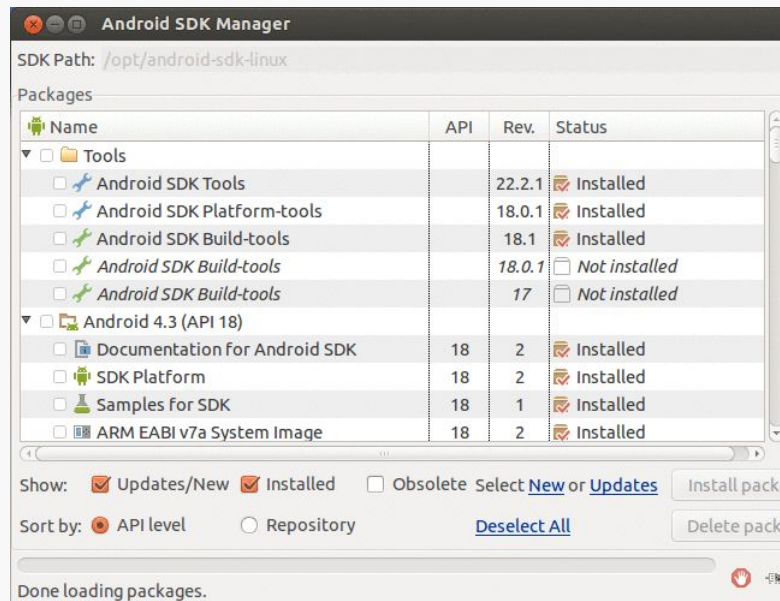 Android SDK Manager
SDK Path: /opt/android-sdk-linux
Packages
Name API Rev. Status
Tools
Android SDK Tools 22.2.1 Installed
Android SDK Platform-tools 18.0.1 Installed
Android SDK Build-tools 18.1 Installed
Android SDK Build-tools 18.0.1 Not installed
Android SDK Build-tools 17 Not installed
Android 4.3 (API 18)
Documentation for Android SDK 18 2 Installed
SDK Platform 18 2 Installed
Samples for SDK 18 1 Installed
ARM EABI v7a System Image 18 2 Installed
Show: Updates/New Installed Obsolete Select New or Updates Install pack
Sort by: API level Repository Deselect All Delete pack
Done loading packages.